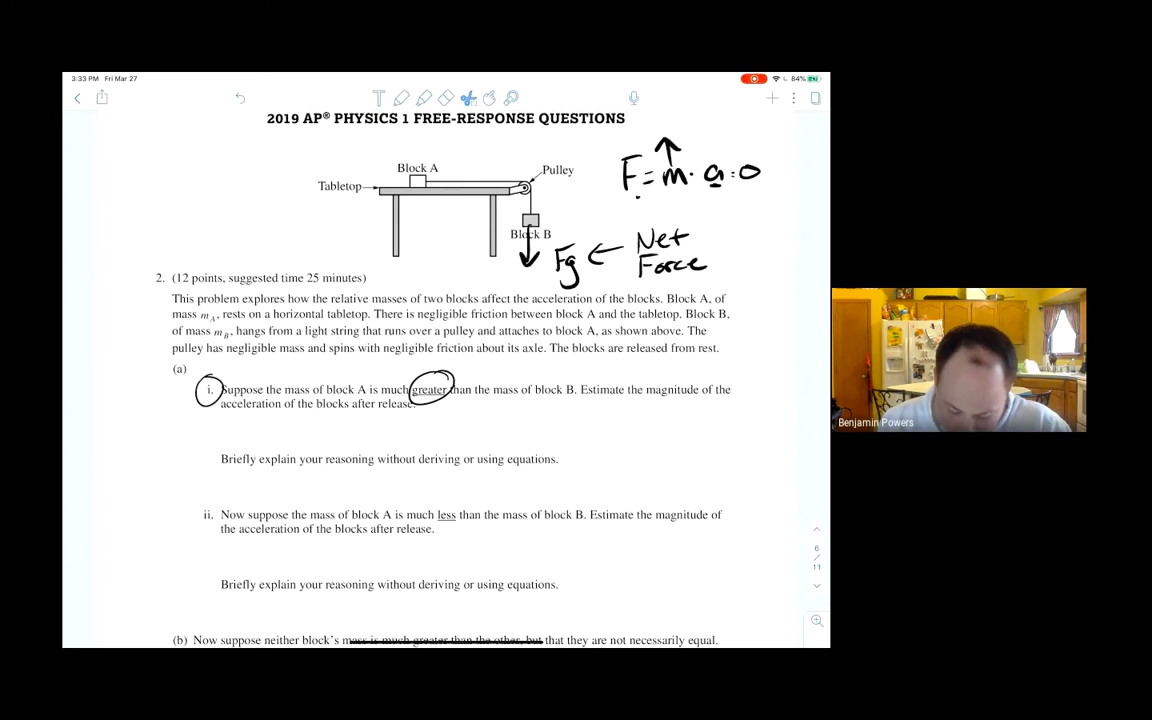 3:33 PM Fri Mar 27
84%
2019 AP® PHYSICS 1 FREE-RESPONSE QUESTIONS
Block A
Pulley
Tabletop
F = m · a = 0
Block B
Fg ← Net Force
2. (12 points, suggested time 25 minutes)
This problem explores how the relative masses of two blocks affect the acceleration of the blocks. Block A, of
mass m_A, rests on a horizontal tabletop. There is negligible friction between block A and the tabletop. Block B,
of mass m_B, hangs from a light string that runs over a pulley and attaches to block A, as shown above. The
pulley has negligible mass and spins with negligible friction about its axle. The blocks are released from rest.
(a)
i. Suppose the mass of block A is much greater than the mass of block B. Estimate the magnitude of the
acceleration of the blocks after release.
Briefly explain your reasoning without deriving or using equations.
ii. Now suppose the mass of block A is much less than the mass of block B. Estimate the magnitude of
the acceleration of the blocks after release.
Briefly explain your reasoning without deriving or using equations.
(b) Now suppose neither block's mass is much greater than the other, but that they are not necessarily equal.
6
11
Benjamin Powers